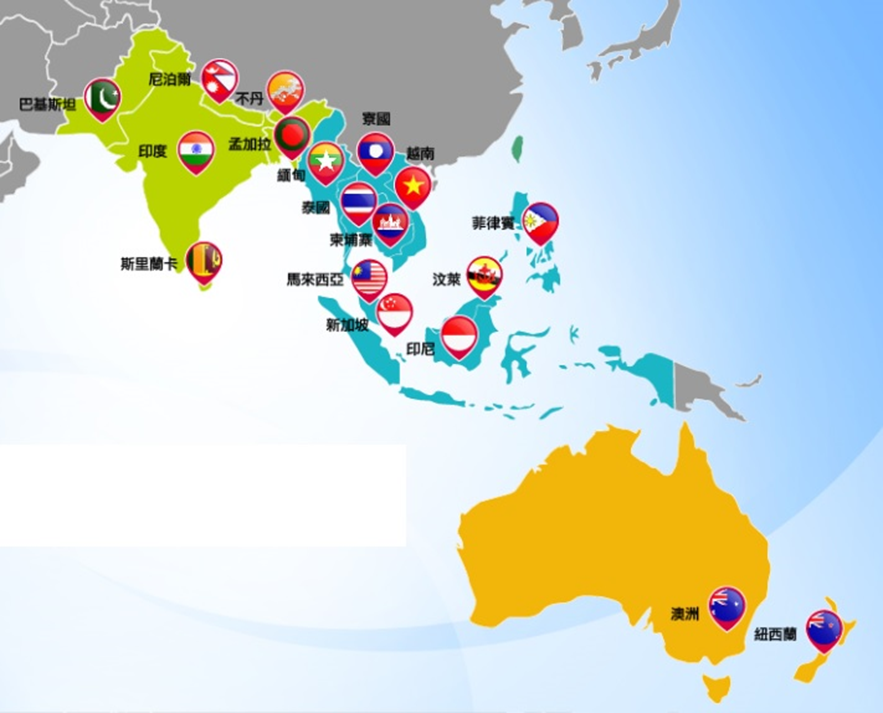 尼泊爾
巴基斯坦
不丹
寮國
印度
孟加拉
越南
緬甸
泰國
菲律賓
柬埔寨
斯里蘭卡
馬來西亞
汶萊
新加坡
印尼
澳洲
紐西蘭